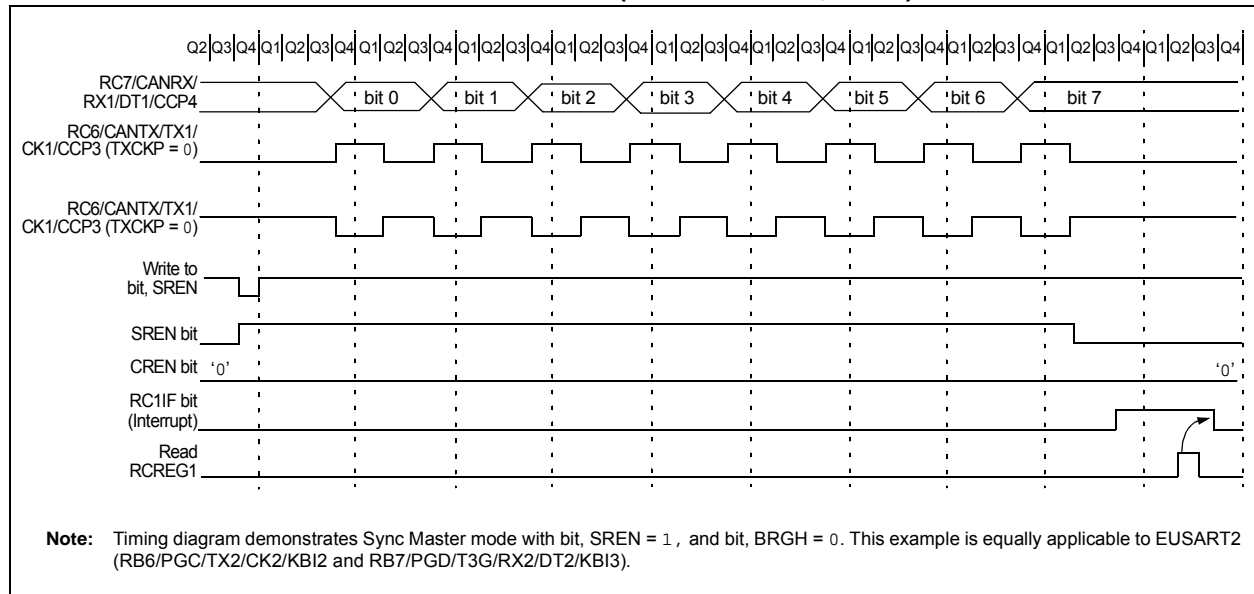 Q2|Q3|Q4|Q1|Q2|Q3|Q4|Q1|Q2|Q3|Q4|Q1|Q2|Q3|Q4|Q1|Q2|Q3|Q4|Q1|Q2|Q3|Q4|Q1|Q2|Q3|Q4|Q1|Q2|Q3|Q4|Q1|Q2|Q3|Q4|Q1|Q2|Q3|Q4|Q1|Q2|Q3|Q4
RC7/CANRX/
RX1/DT1/CCP4
bit 0 bit 1 bit 2 bit 3 bit 4 bit 5 bit 6 bit 7
RC6/CANTX/TX1/
CK1/CCP3 (TXCKP = 0)
RC6/CANTX/TX1/
CK1/CCP3 (TXCKP = 0)
Write to
bit, SREN
SREN bit
CREN bit '0' '0'
RC1IF bit
(Interrupt)
Read
RCREG1
Note: Timing diagram demonstrates Sync Master mode with bit, SREN = 1, and bit, BRGH = 0. This example is equally applicable to EUSART2
(RB6/PGC/TX2/CK2/KBI2 and RB7/PGD/T3G/RX2/DT2/KBI3).